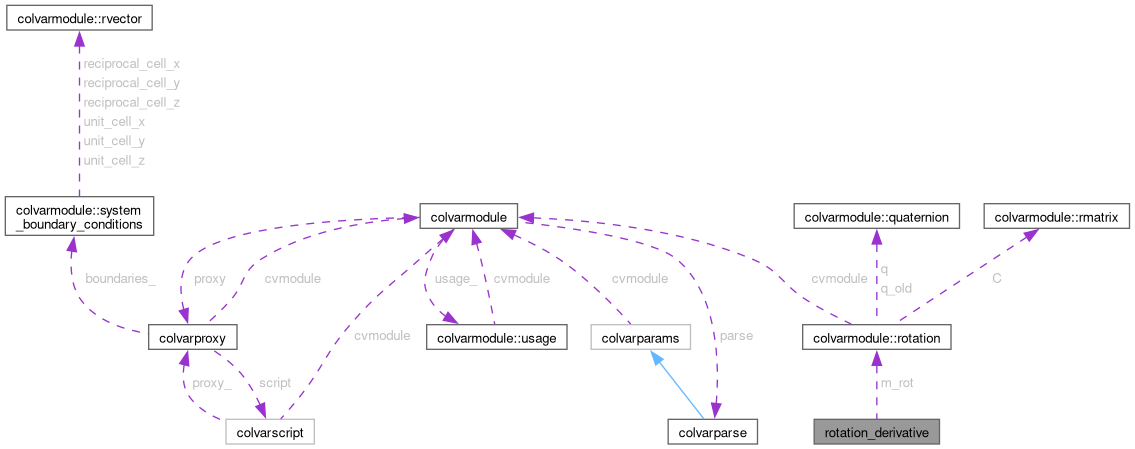 colvarmodule::rvector
reciprocal_cell_x
reciprocal_cell_y
reciprocal_cell_z
unit_cell_x
unit_cell_y
unit_cell_z
colvarmodule::system
_boundary_conditions
colvarmodule
colvarmodule::quaternion
colvarmodule::rmatrix
boundaries_
proxy
cvmodule
usage_
cvmodule
cvmodule
cvmodule
q
q_old
C
colvarproxy
cvmodule
colvarmodule::usage
colvarparams
parse
colvarmodule::rotation
proxy_
script
m_rot
colvarscript
colvarparse
rotation_derivative